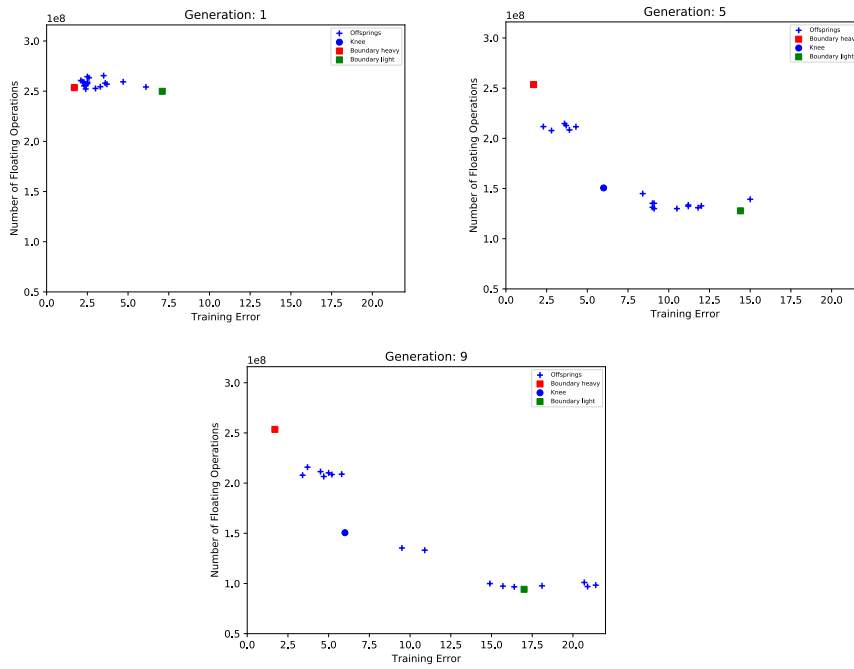 Generation: 1
1e8
Offsprings
Knee
Boundary heavy
Boundary light
3.0
2.5
2.0
1.5
1.0
0.5
Number of Floating Operations
0.0 2.5 5.0 7.5 10.0 12.5 15.0 17.5 20.0
Training Error
Generation: 5
1e8
Offsprings
Knee
Boundary heavy
Boundary light
3.0
2.5
2.0
1.5
1.0
0.5
Number of Floating Operations
0.0 2.5 5.0 7.5 10.0 12.5 15.0 17.5 20.0
Training Error
Generation: 9
1e8
Offsprings
Boundary heavy
Knee
Boundary light
3.0
2.5
2.0
1.5
1.0
0.5
Number of Floating Operations
0.0 2.5 5.0 7.5 10.0 12.5 15.0 17.5 20.0
Training Error